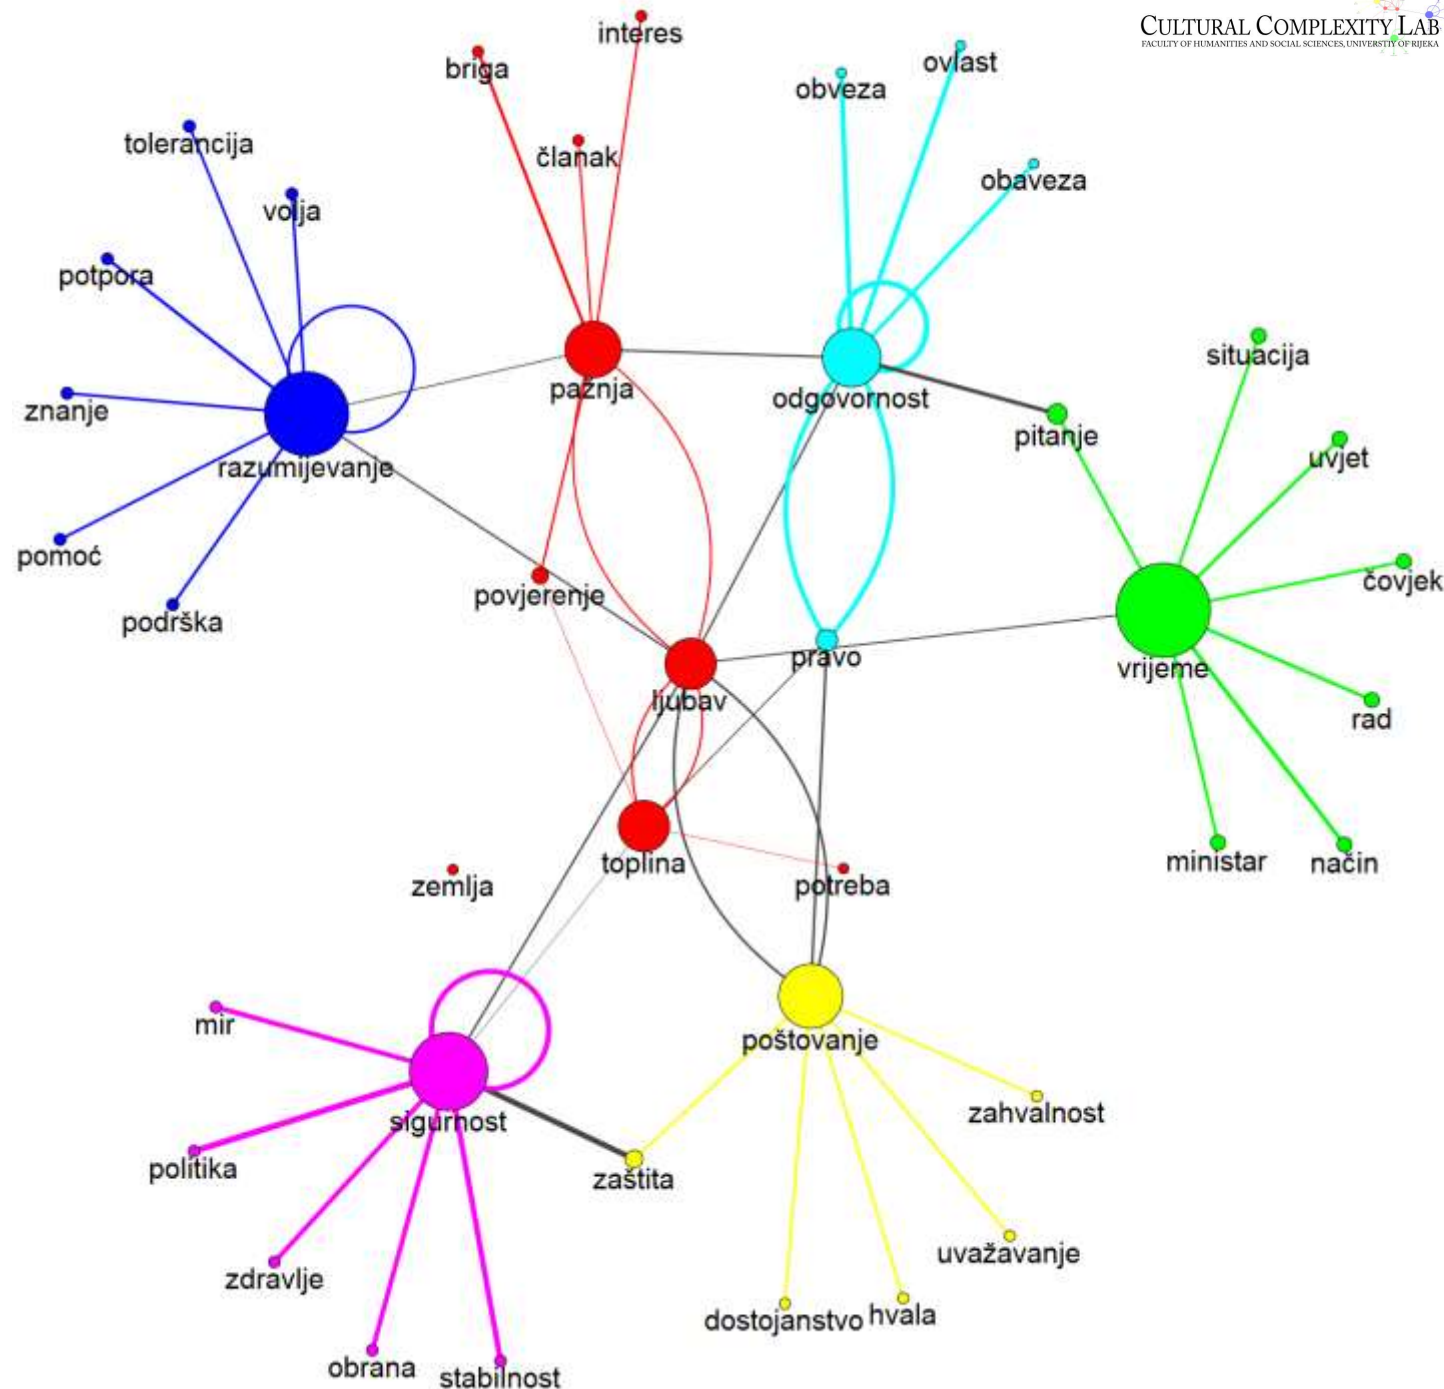 CULTURAL COMPLEXITY LAB
FACULTY OF HUMANITIES AND SOCIAL SCIENCES, UNIVERSTIY OF RIJEKA
interes
briga
ovlast
obveza
tolerancija
članak
obaveza
volja
potpora
situacija
pažnja
odgovornost
znanje
pitanje
uvjet
razumijevanje
pomoć
čovjek
povjerenje
podrška
pravo
vrijeme
ljubav
rad
toplina
ministar
način
zemlja
potreba
mir
poštovanje
zahvalnost
sigurnost
politika
zaštita
uvažavanje
zdravlje
dostojanstvo
hvala
obrana
stabilnost